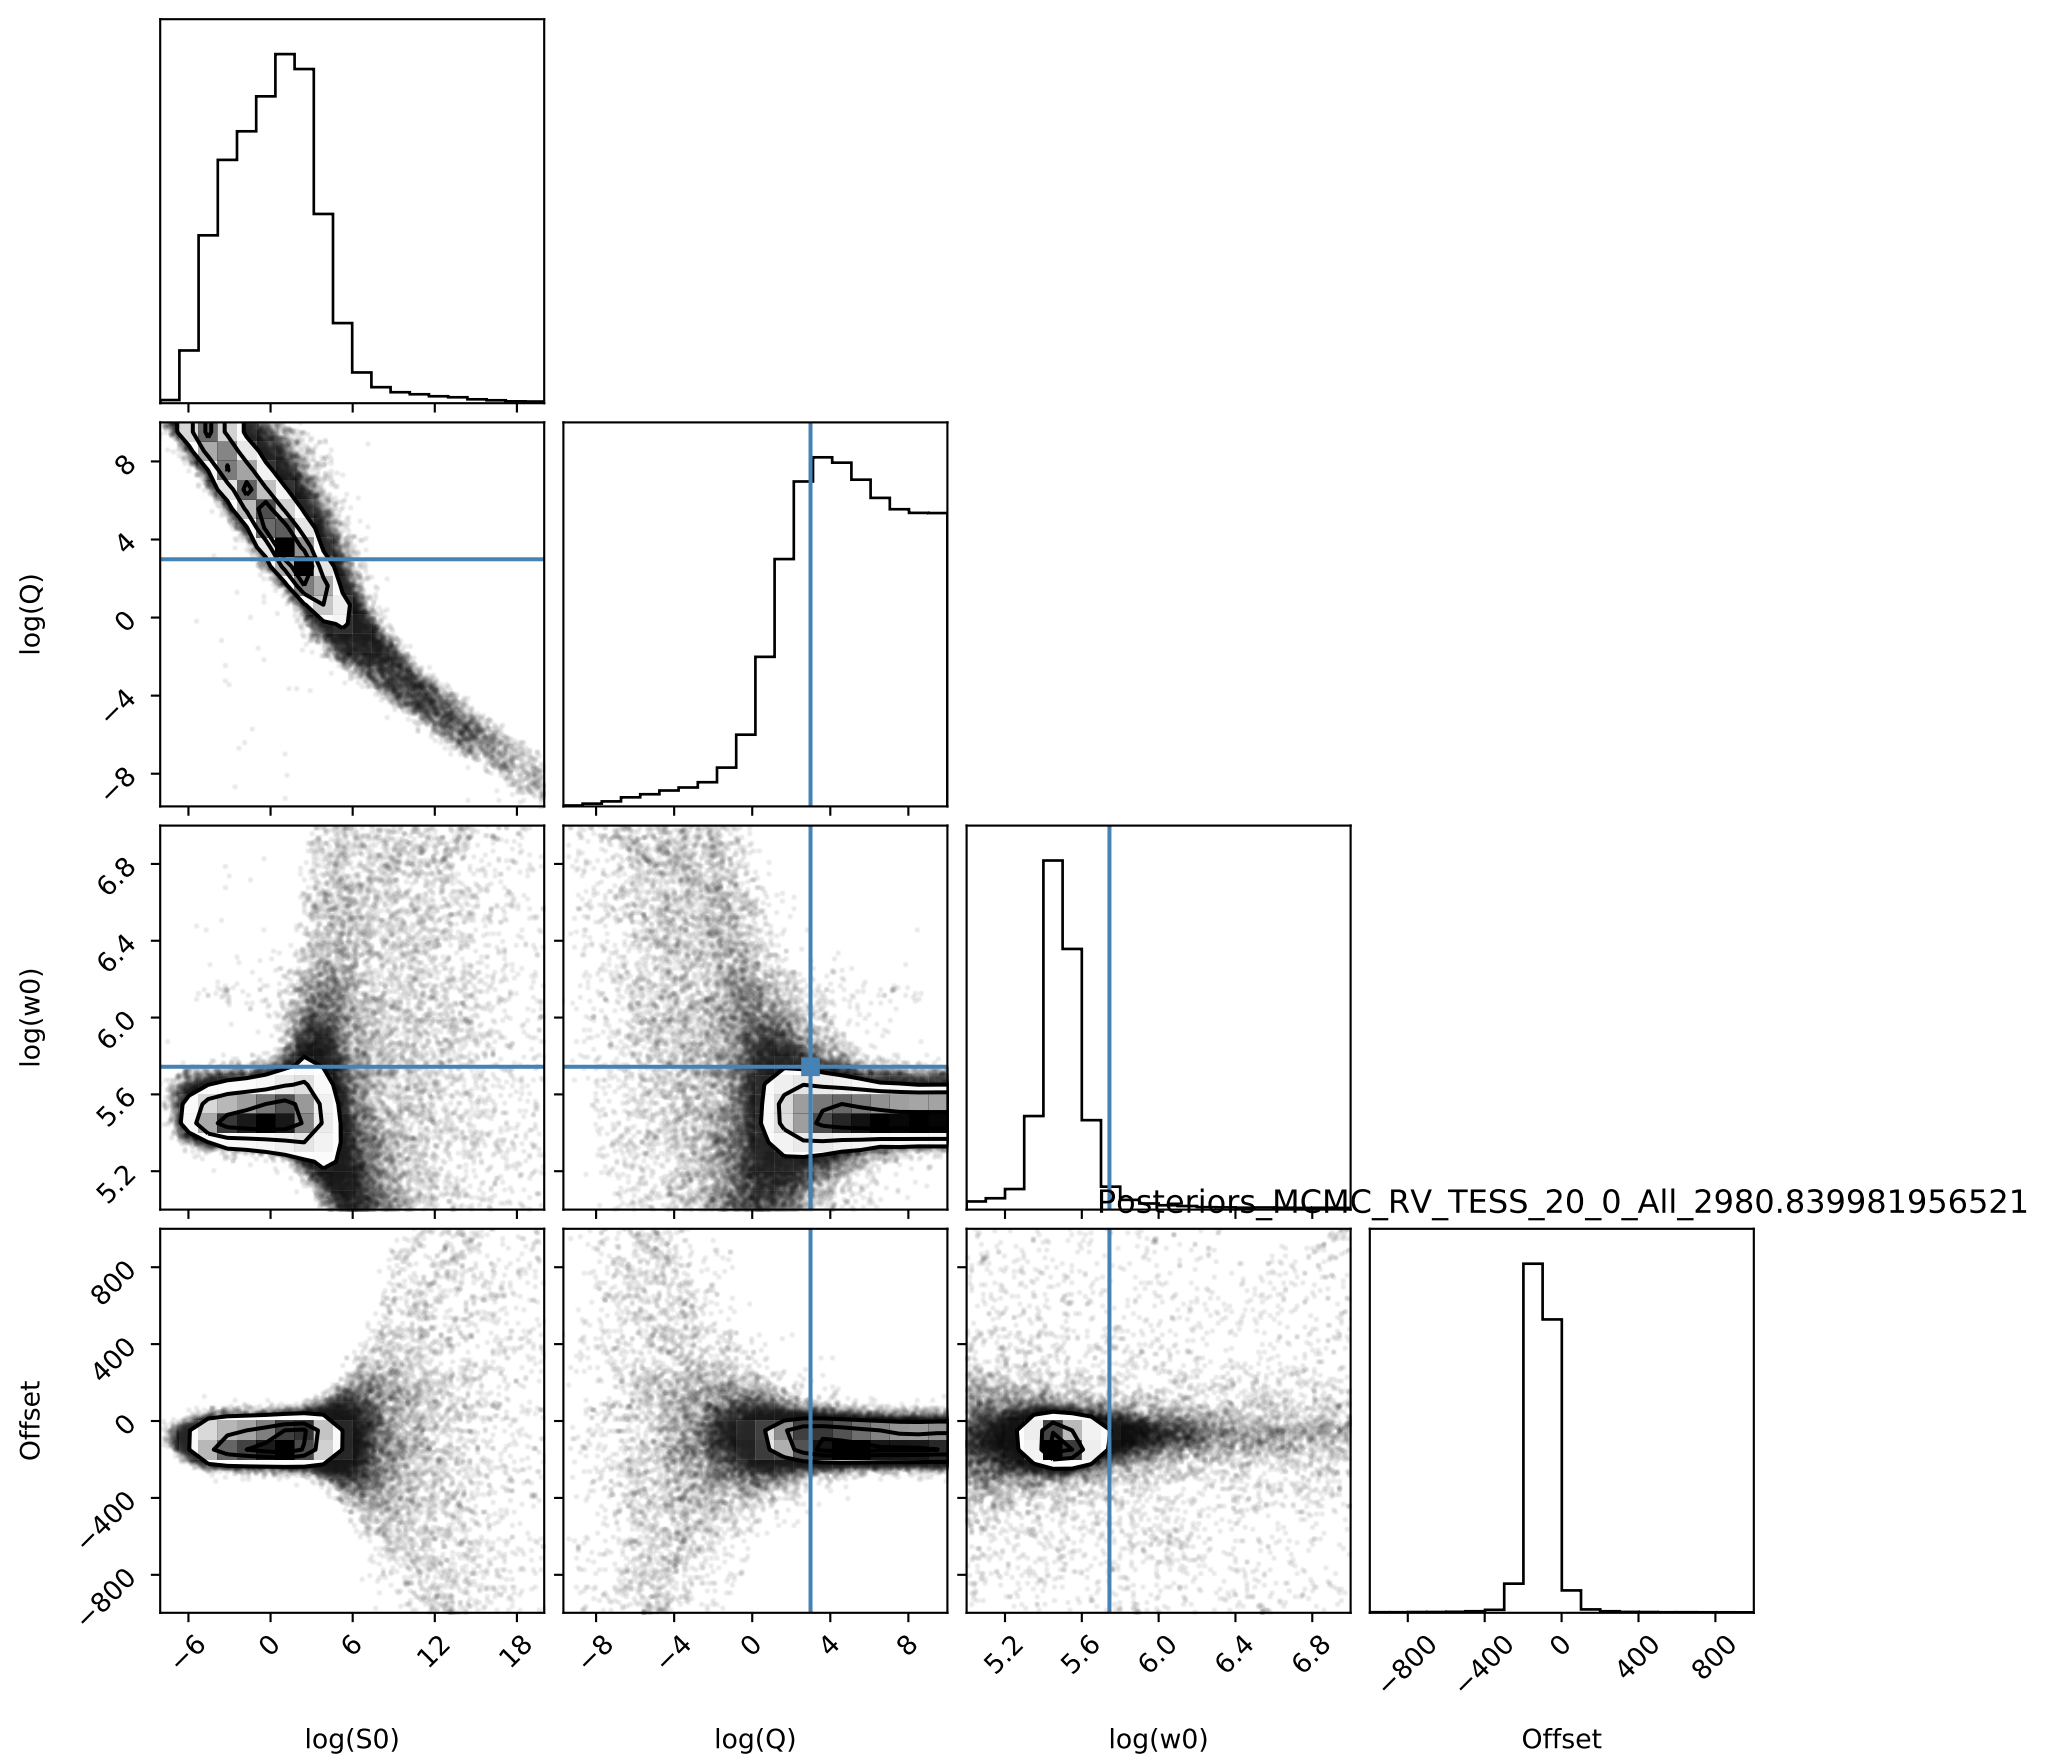 8
4
0
−4
−8
log(Q)
6.8
6.4
6.0
5.6
5.2
log(w0)
Posteriors_MCMC_RV_TESS_20_0_All_2980.839981956521
800
400
0
−400
−800
Offset
−6 0 6 12 18
−8 −4 0 4 8
5.2 5.6 6.0 6.4 6.8
−800 −400 0 400 800
log(S0) log(Q) log(w0) Offset